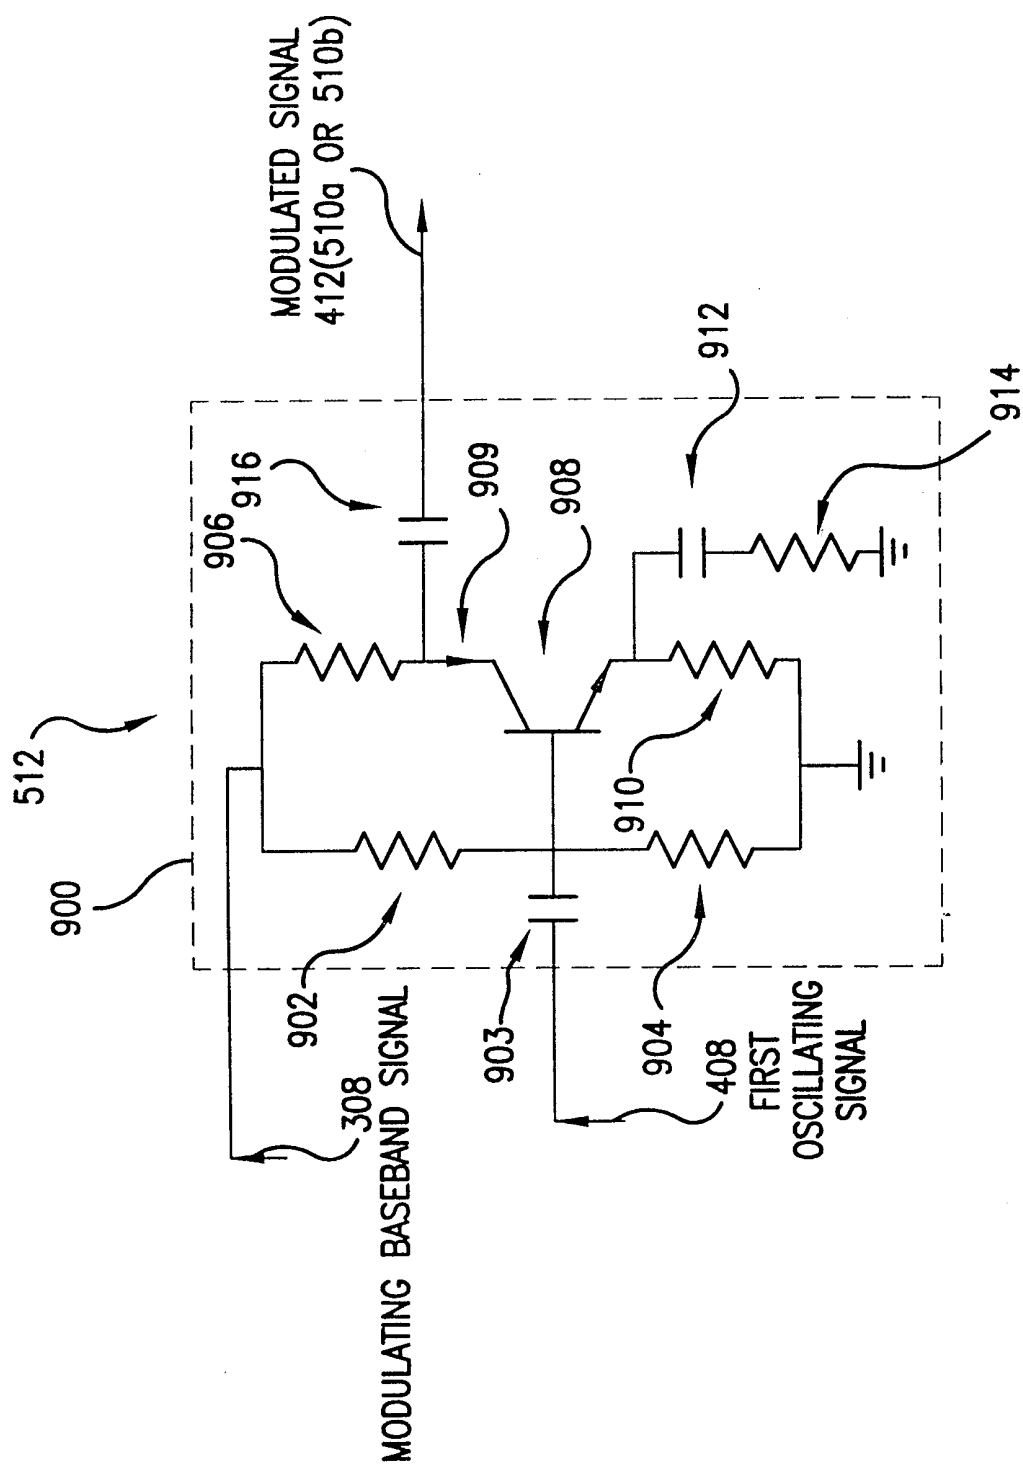 512
900
MODULATED SIGNAL
412(510a OR 510b)
906
916
909
908
912
914
902
903
904
910
308
MODULATING BASEBAND SIGNAL
408
FIRST
OSCILLATING
SIGNAL